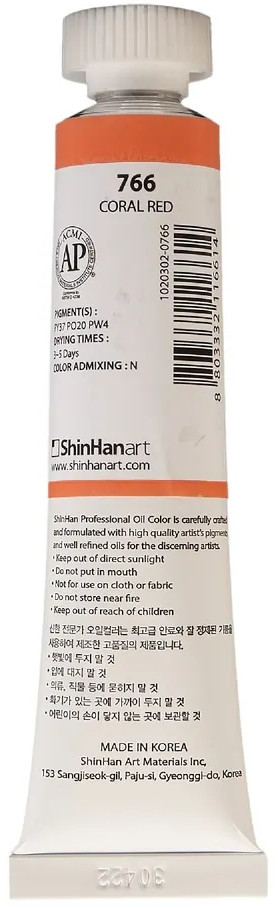 766
CORAL RED
ACMI
AP
PIGMENT(S) :
PY37 PO20 PW4
DRYING TIMES :
3~5 Days
COLOR ADMIXING : N
1020302-0766
8 803332 116614
ShinHanart
www.shinhanart.com
ShinHan Professional Oil Color is carefully crafted
and formulated with high quality artist's pigments
and well refined oils for the discerning artists.
• Keep out of direct sunlight
• Do not put in mouth
• Not for use on cloth or fabric
• Do not store near fire
• Keep out of reach of children
신한 전문가 오일컬러는 최고급 안료와 잘 정제된 기름을
사용하여 제조한 고품질의 제품입니다.
• 햇빛에 두지 말 것
• 입에 대지 말 것
• 의류, 직물 등에 묻히지 말 것
• 화기가 있는 곳에 가까이 두지 말 것
• 어린이의 손이 닿지 않는 곳에 보관할 것
MADE IN KOREA
ShinHan Art Materials Inc,
153 Sangjiseok-gil, Paju-si, Gyeonggi-do, Korea
30422